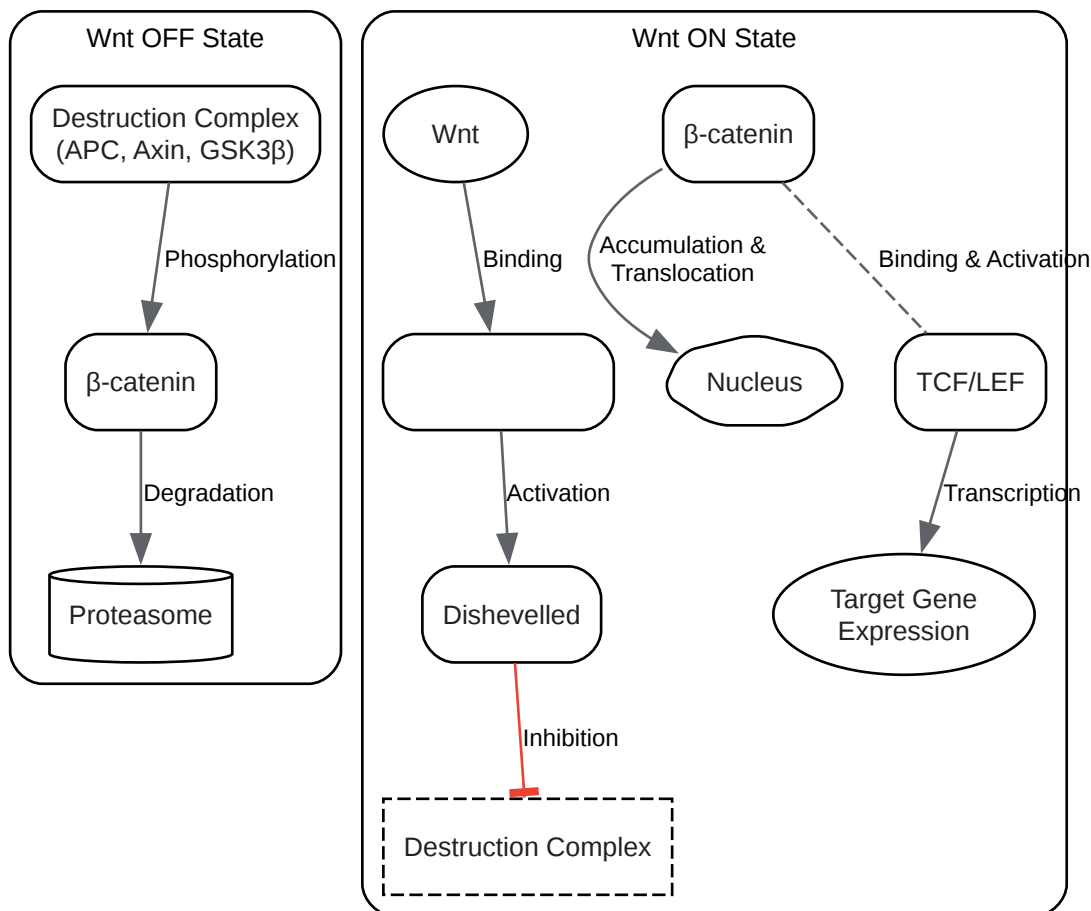 Wnt OFF State
Destruction Complex
(APC, Axin, GSK3β)
Phosphorylation
β-catenin
Degradation
Proteasome
Wnt ON State
Wnt
β-catenin
Binding
Accumulation &
Translocation
Binding & Activation
Nucleus
TCF/LEF
Activation
Transcription
Dishevelled
Target Gene
Expression
Inhibition
Destruction Complex